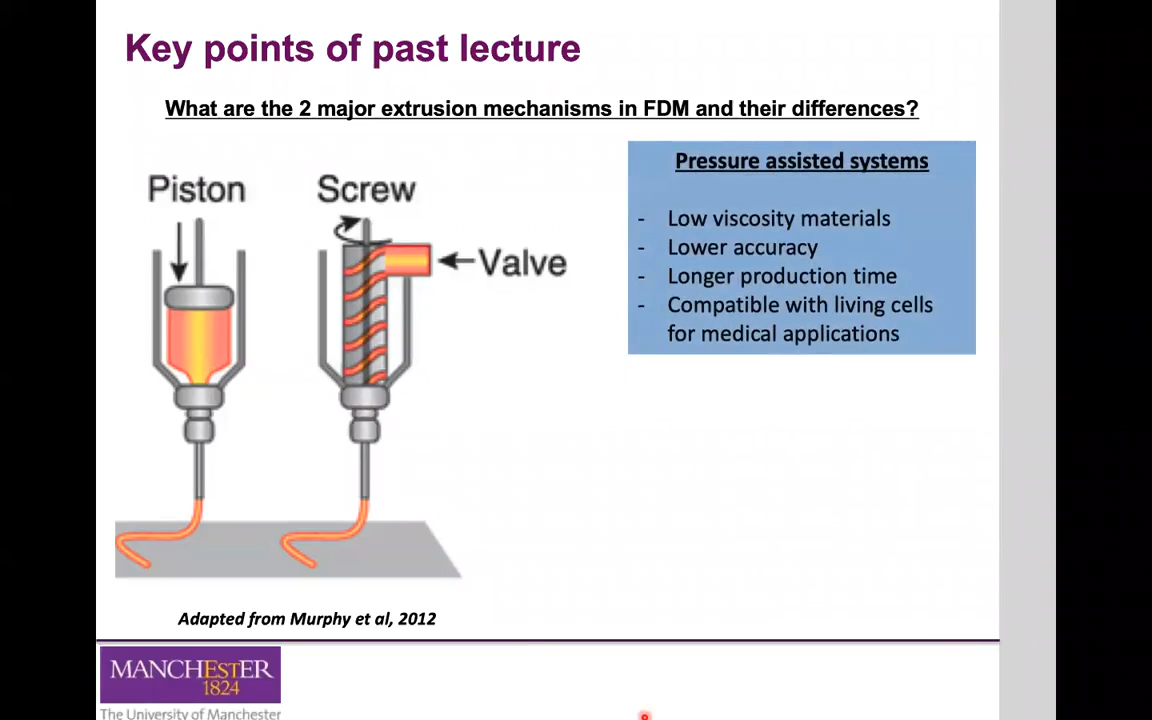 Key points of past lecture
What are the 2 major extrusion mechanisms in FDM and their differences?
Piston
Screw
Valve
Pressure assisted systems
- Low viscosity materials
- Lower accuracy
- Longer production time
- Compatible with living cells
for medical applications
Adapted from Murphy et al, 2012
MANCHESTER
1824
The University of Manchester